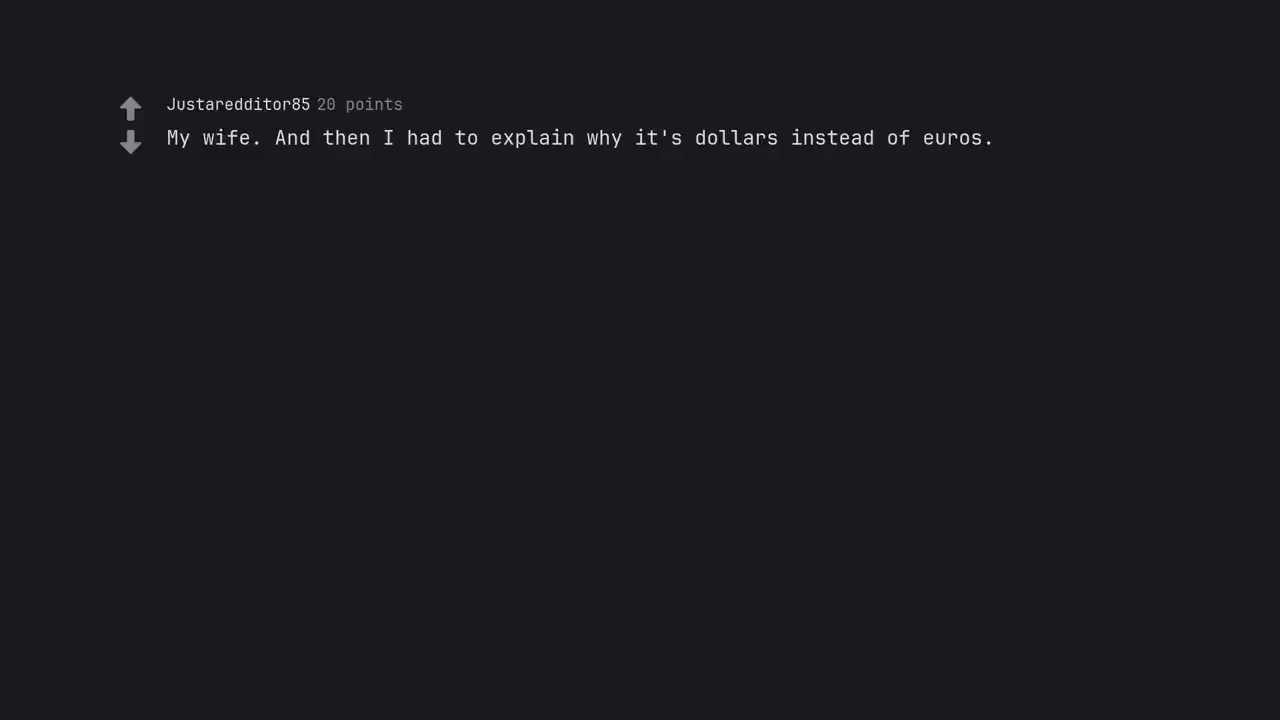 Justaredditor85 20 points
My wife. And then I had to explain why it's dollars instead of euros.